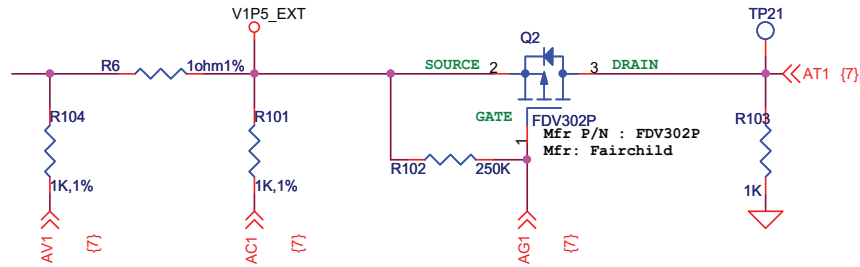 V1P5_EXT
TP21
Q2
R6
1ohm1%
SOURCE
2
3
DRAIN
AT1 {7}
R104
R101
GATE
FDV302P
R103
1
Mfr P/N : FDV302P
Mfr: Fairchild
R102
250K
1K,1%
1K,1%
1K
AV1 {7}
AC1 {7}
AG1 {7}